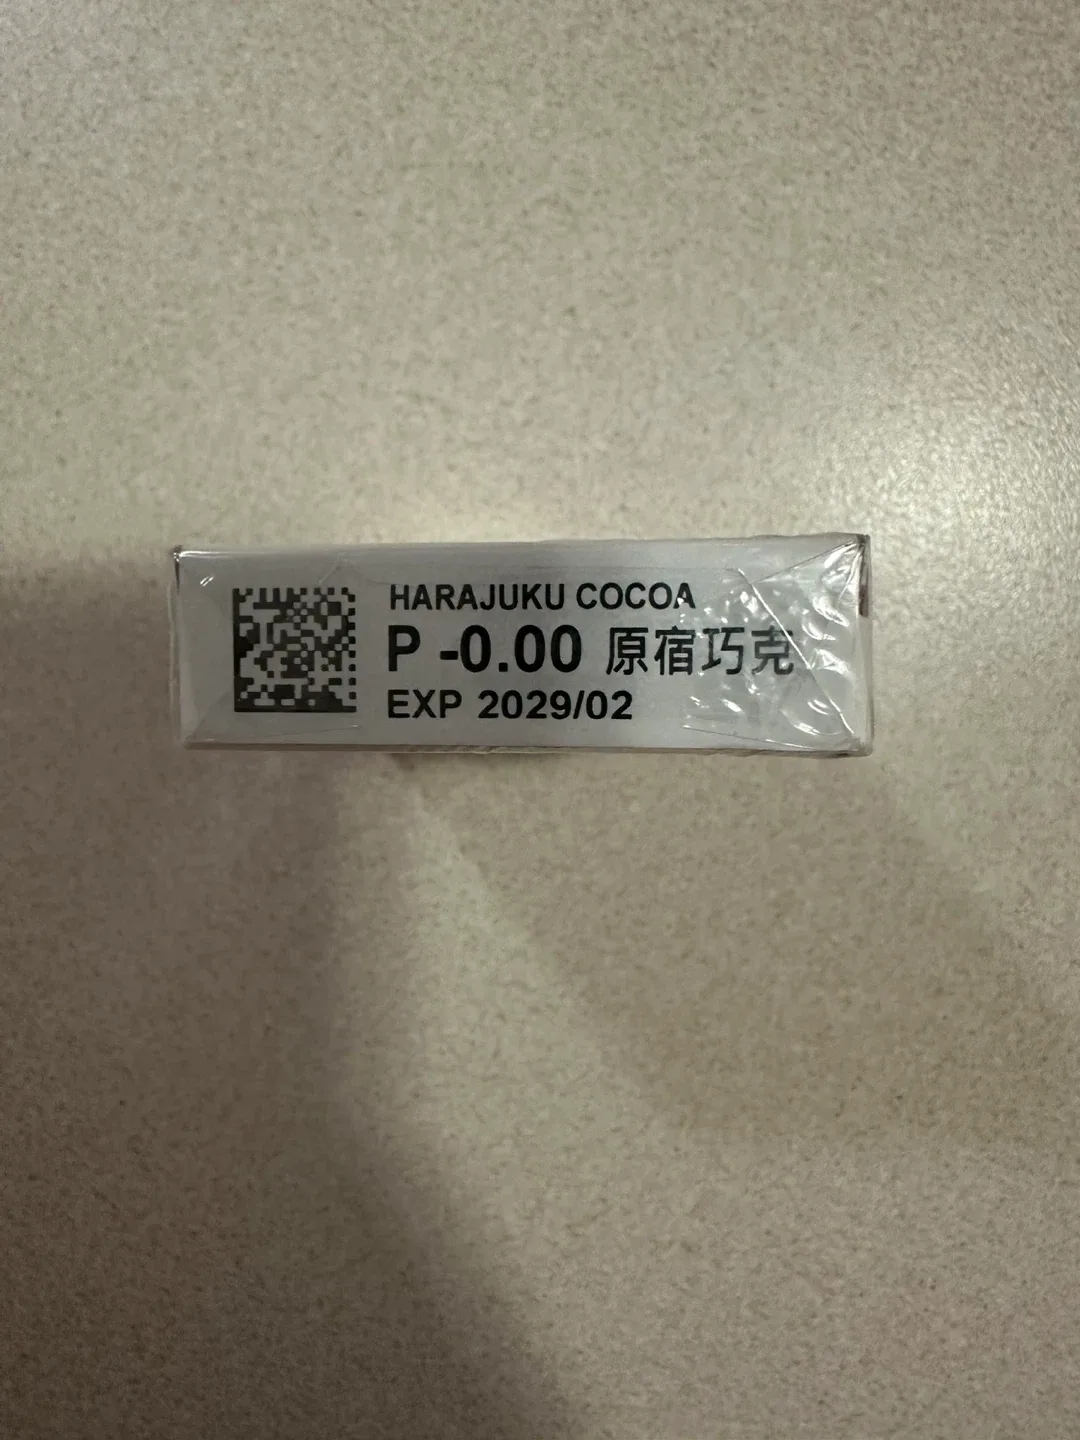 HARAJUKU COCOA
P -0.00 原宿巧克
EXP 2029/02